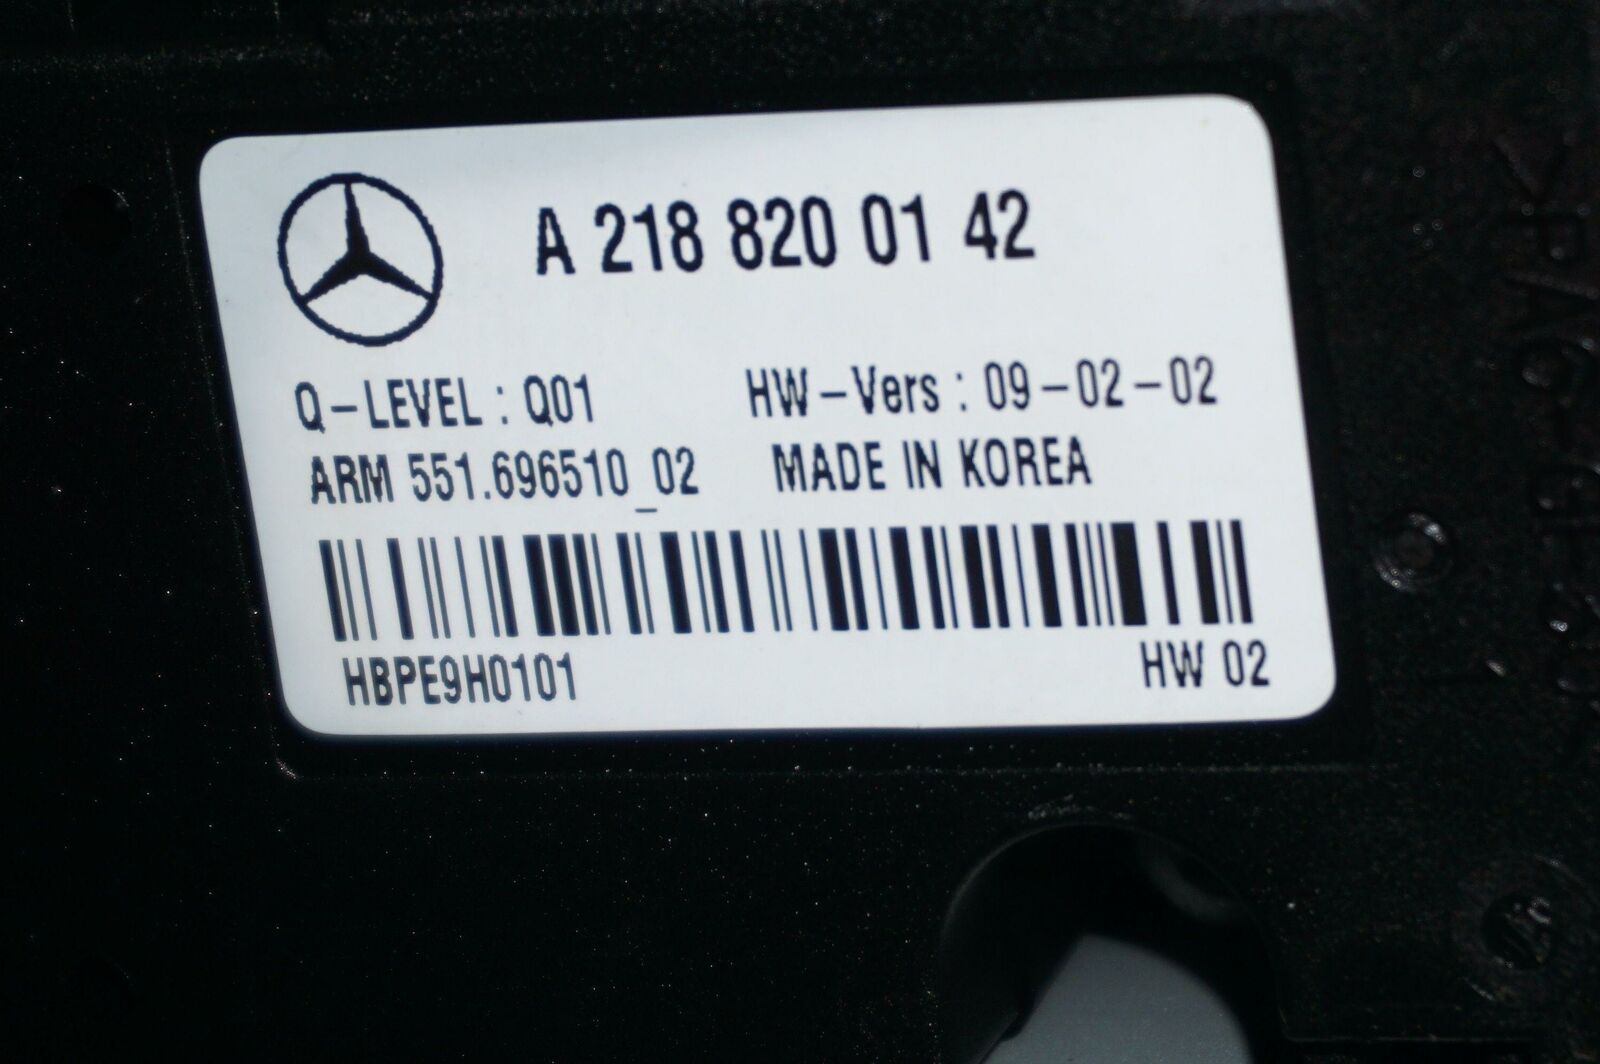 A 218 820 01 42
Q-LEVEL : Q01 HW-Vers : 09-02-02
ARM 551.696510_02 MADE IN KOREA
HBPE9H0101 HW 02